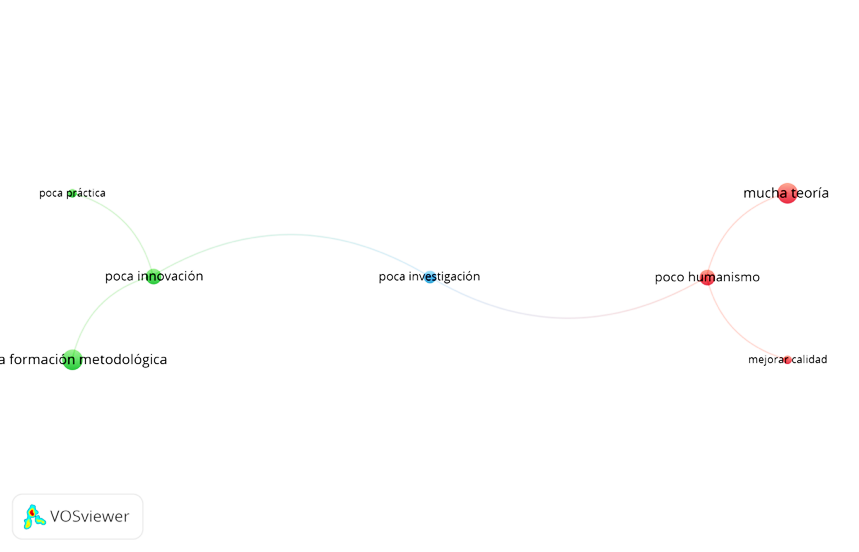 poca práctica
mucha teoría
poca innovación
poca investigación
poco humanismo
a formación metodológica
mejorar calidad
VOSviewer